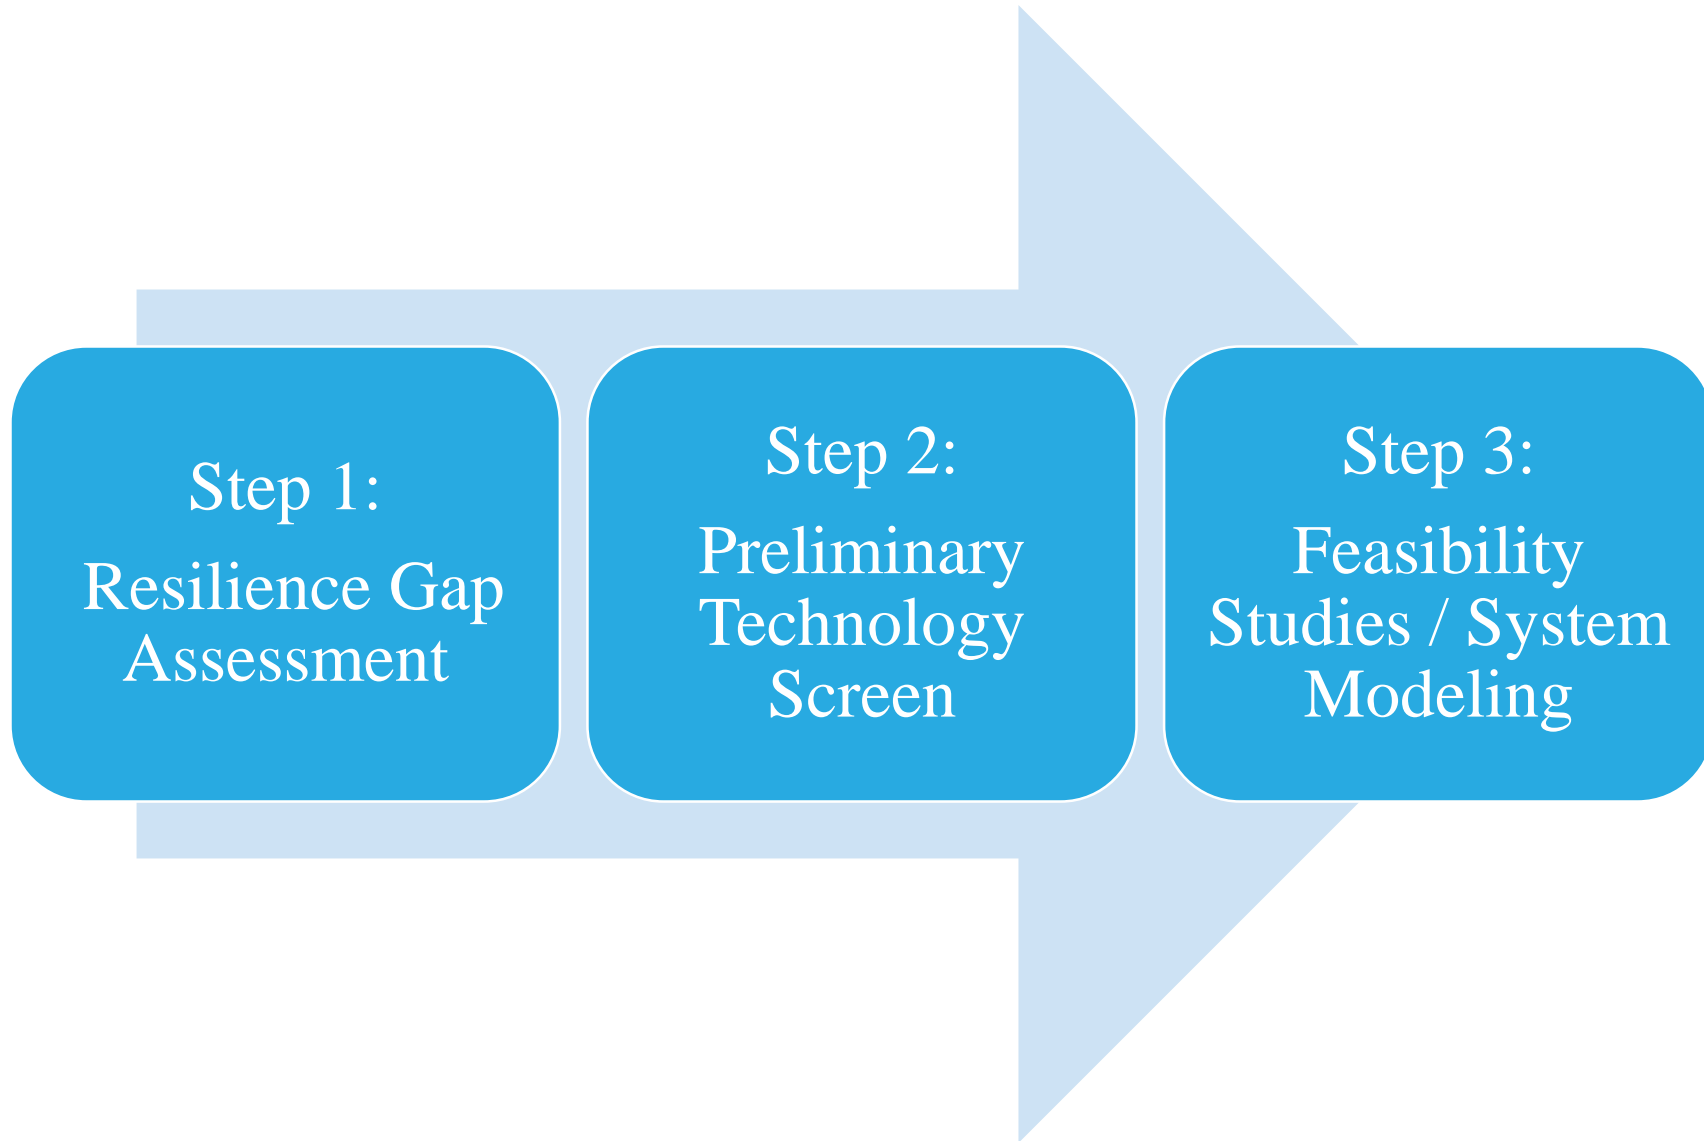 Step 1:
Resilience Gap
Assessment
Step 2:
Preliminary
Technology
Screen
Step 3:
Feasibility
Studies / System
Modeling